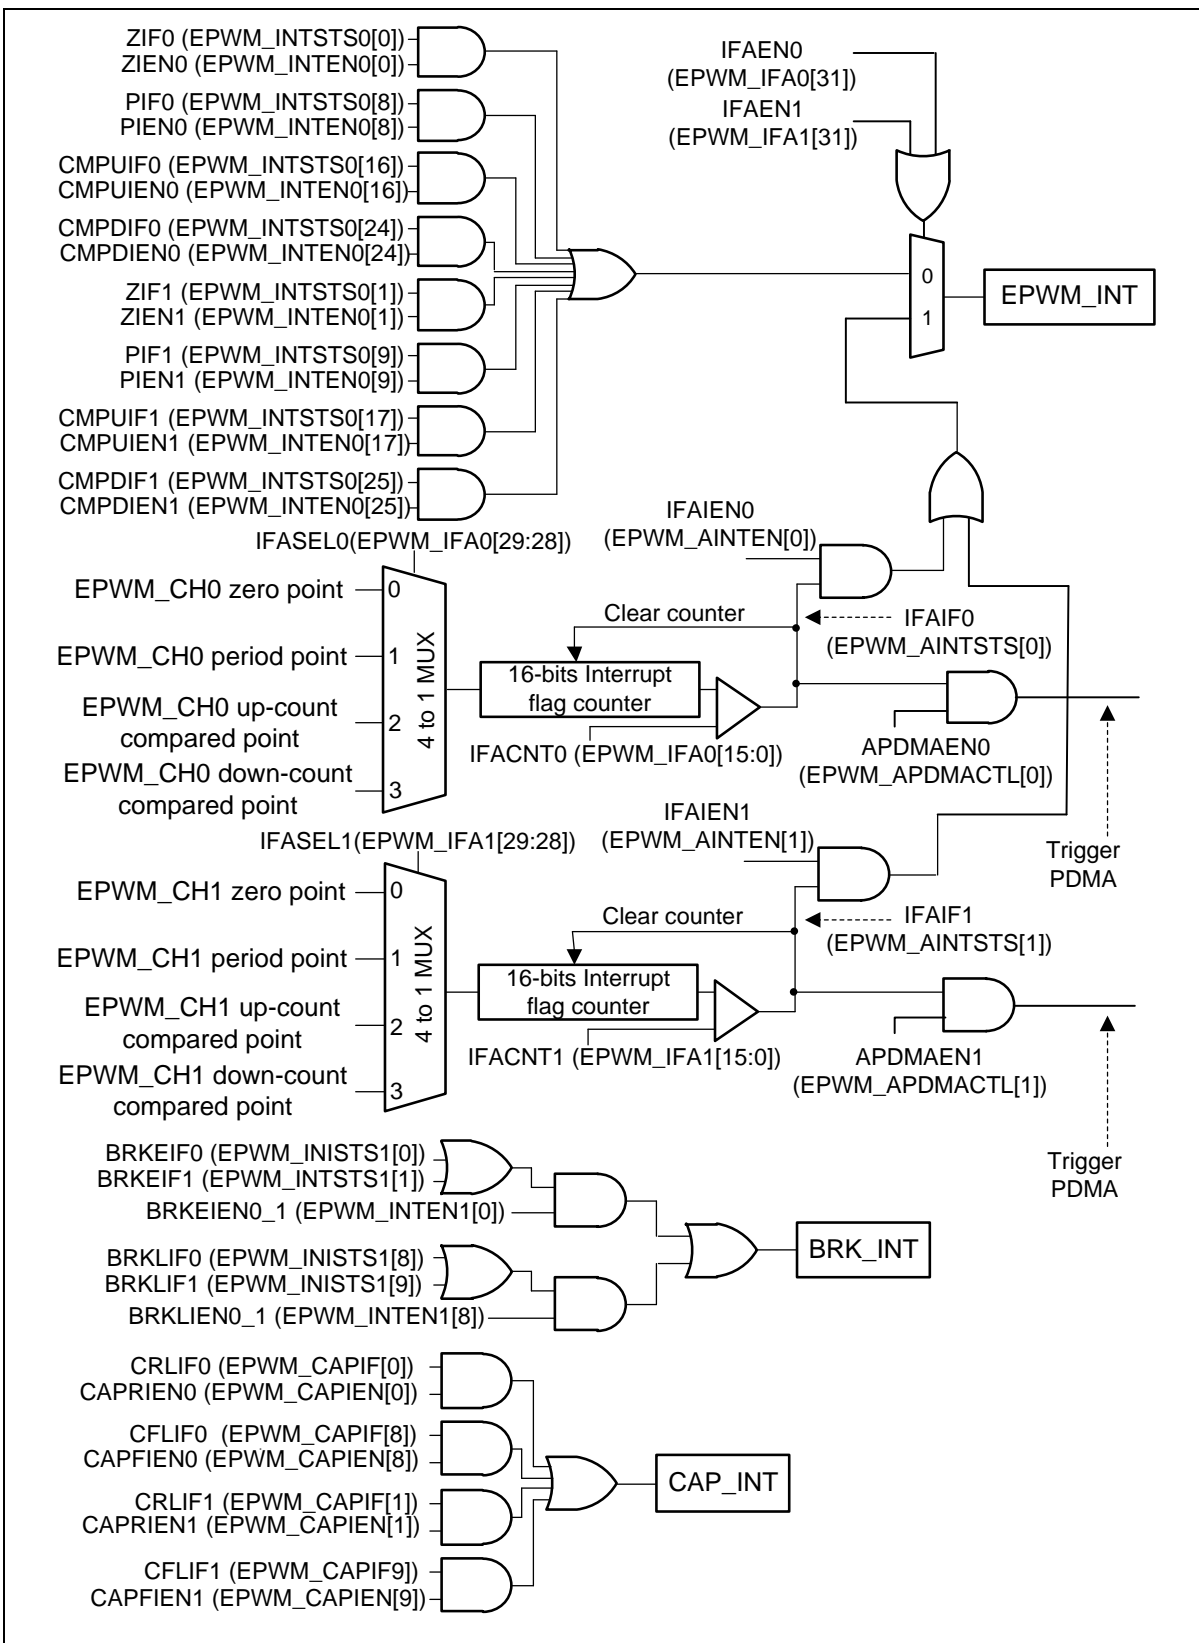 ZIF0 (EPWM_INTSTS0[0])
ZIEN0 (EPWM_INTEN0[0])
PIF0 (EPWM_INTSTS0[8])
PIEN0 (EPWM_INTEN0[8])
CMPUIF0 (EPWM_INTSTS0[16])
CMPUIEN0 (EPWM_INTEN0[16])
CMPDIF0 (EPWM_INTSTS0[24])
CMPDIEN0 (EPWM_INTEN0[24])
ZIF1 (EPWM_INTSTS0[1])
ZIEN1 (EPWM_INTEN0[1])
PIF1 (EPWM_INTSTS0[9])
PIEN1 (EPWM_INTEN0[9])
CMPUIF1 (EPWM_INTSTS0[17])
CMPUIEN1 (EPWM_INTEN0[17])
CMPDIF1 (EPWM_INTSTS0[25])
CMPDIEN1 (EPWM_INTEN0[25])
IFAEN0
(EPWM_IFA0[31])
IFAEN1
(EPWM_IFA1[31])
0
1
EPWM_INT
IFASEL0(EPWM_IFA0[29:28])
EPWM_CH0 zero point
0
EPWM_CH0 period point
1
EPWM_CH0 up-count
compared point
2
EPWM_CH0 down-count
compared point
3
4 to 1 MUX
Clear counter
16-bits Interrupt
flag counter
IFACNT0 (EPWM_IFA0[15:0])
IFAIEN0
(EPWM_AINTEN[0])
IFAIF0
(EPWM_AINTSTS[0])
APDMAEN0
(EPWM_APDMACTL[0])
Trigger
PDMA
IFASEL1(EPWM_IFA1[29:28])
EPWM_CH1 zero point
0
EPWM_CH1 period point
1
EPWM_CH1 up-count
compared point
2
EPWM_CH1 down-count
compared point
3
4 to 1 MUX
Clear counter
16-bits Interrupt
flag counter
IFACNT1 (EPWM_IFA1[15:0])
IFAIEN1
(EPWM_AINTEN[1])
IFAIF1
(EPWM_AINTSTS[1])
APDMAEN1
(EPWM_APDMACTL[1])
Trigger
PDMA
BRKEIF0 (EPWM_INISTS1[0])
BRKEIF1 (EPWM_INTSTS1[1])
BRKEIEN0_1 (EPWM_INTEN1[0])
BRKLIF0 (EPWM_INISTS1[8])
BRKLIF1 (EPWM_INISTS1[9])
BRKLIEN0_1 (EPWM_INTEN1[8])
BRK_INT
CRLIF0 (EPWM_CAPIF[0])
CAPRIEN0 (EPWM_CAPIEN[0])
CFLIF0 (EPWM_CAPIF[8])
CAPFIEN0 (EPWM_CAPIEN[8])
CRLIF1 (EPWM_CAPIF[1])
CAPRIEN1 (EPWM_CAPIEN[1])
CFLIF1 (EPWM_CAPIF9])
CAPFIEN1 (EPWM_CAPIEN[9])
CAP_INT